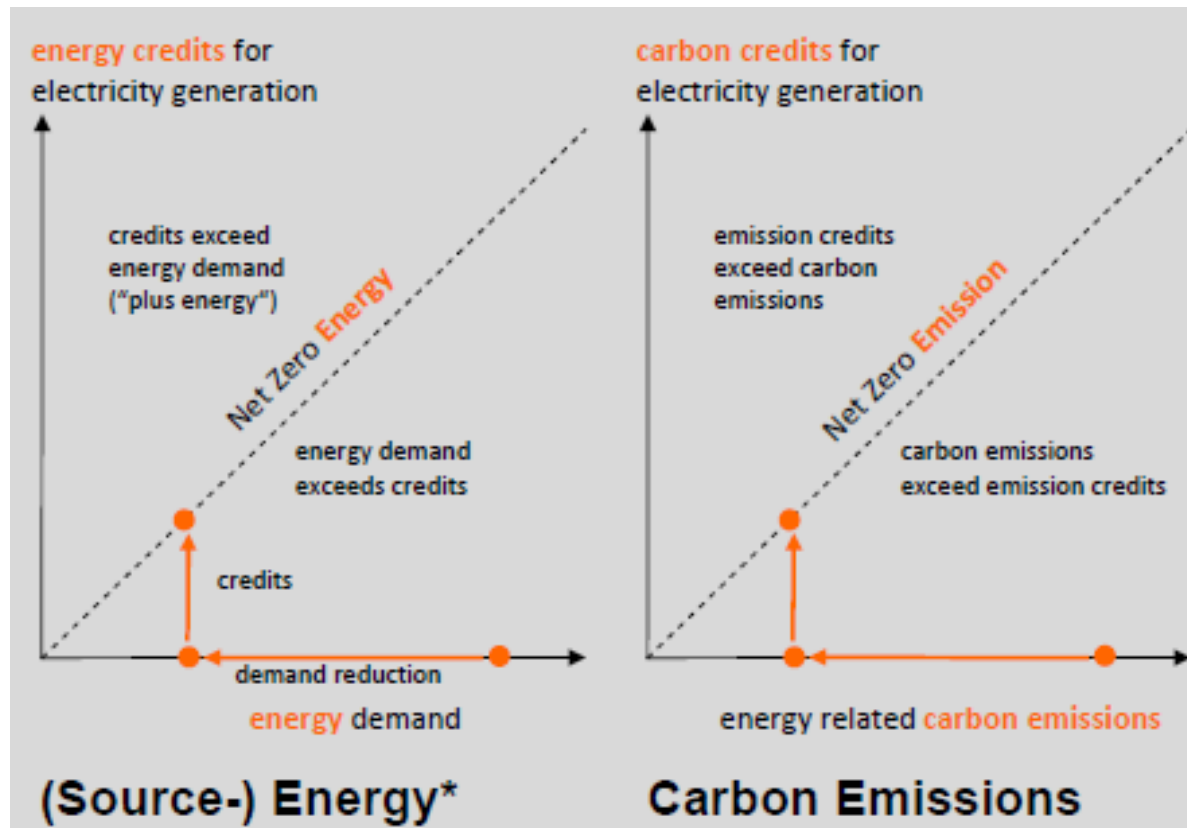 energy credits for
electricity generation
credits exceed
energy demand
("plus energy")
Net Zero Energy
energy demand
exceeds credits
credits
demand reduction
energy demand
(Source-) Energy*
carbon credits for
electricity generation
emission credits
exceed carbon
emissions
Net Zero Emission
carbon emissions
exceed emission credits
energy related carbon emissions
Carbon Emissions